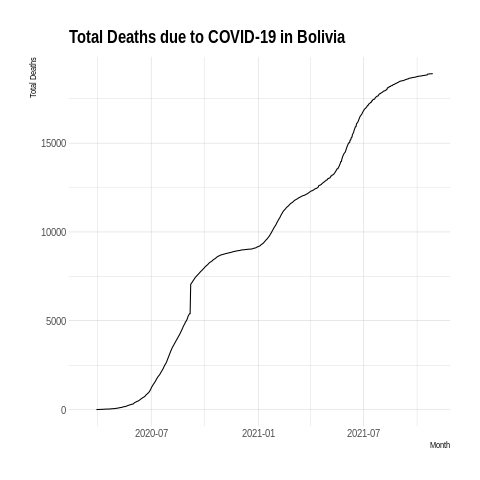 Total Deaths due to COVID-19 in Bolivia
Total Deaths
15000
10000
5000
0
2020-07 2021-01 2021-07
Month